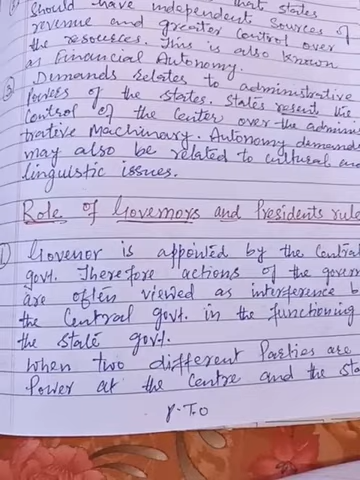 that states
Should have independent Sources of
revenue and greater control over
the resources. This is also known
as Financial Autonomy.
③ Demands relates to administrative
Powers of the states. States resent the
control of the Center over the adminis
trative Machinary. Autonomy demands
may also be related to cultural and
linguistic issues.
Role of Governors and Presidents rule
Govenor is appointed by the Central
govt. Therefore actions of the govern
are often viewed as interference b
the Central govt. in the functioning
the state govt.
When two different Parties are
Power at the Centre and the sta
P.T.O